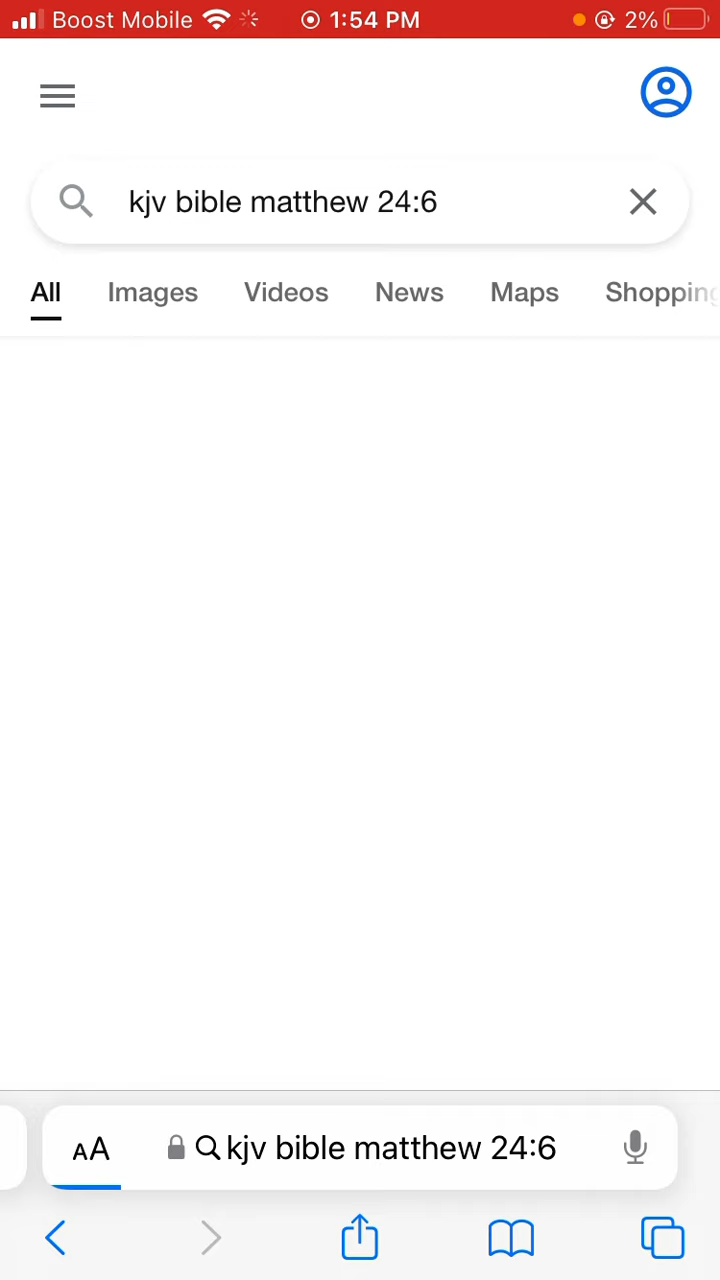 Boost Mobile 1:54 PM 2%
kjv bible matthew 24:6
All Images Videos News Maps Shopping
AA kjv bible matthew 24:6